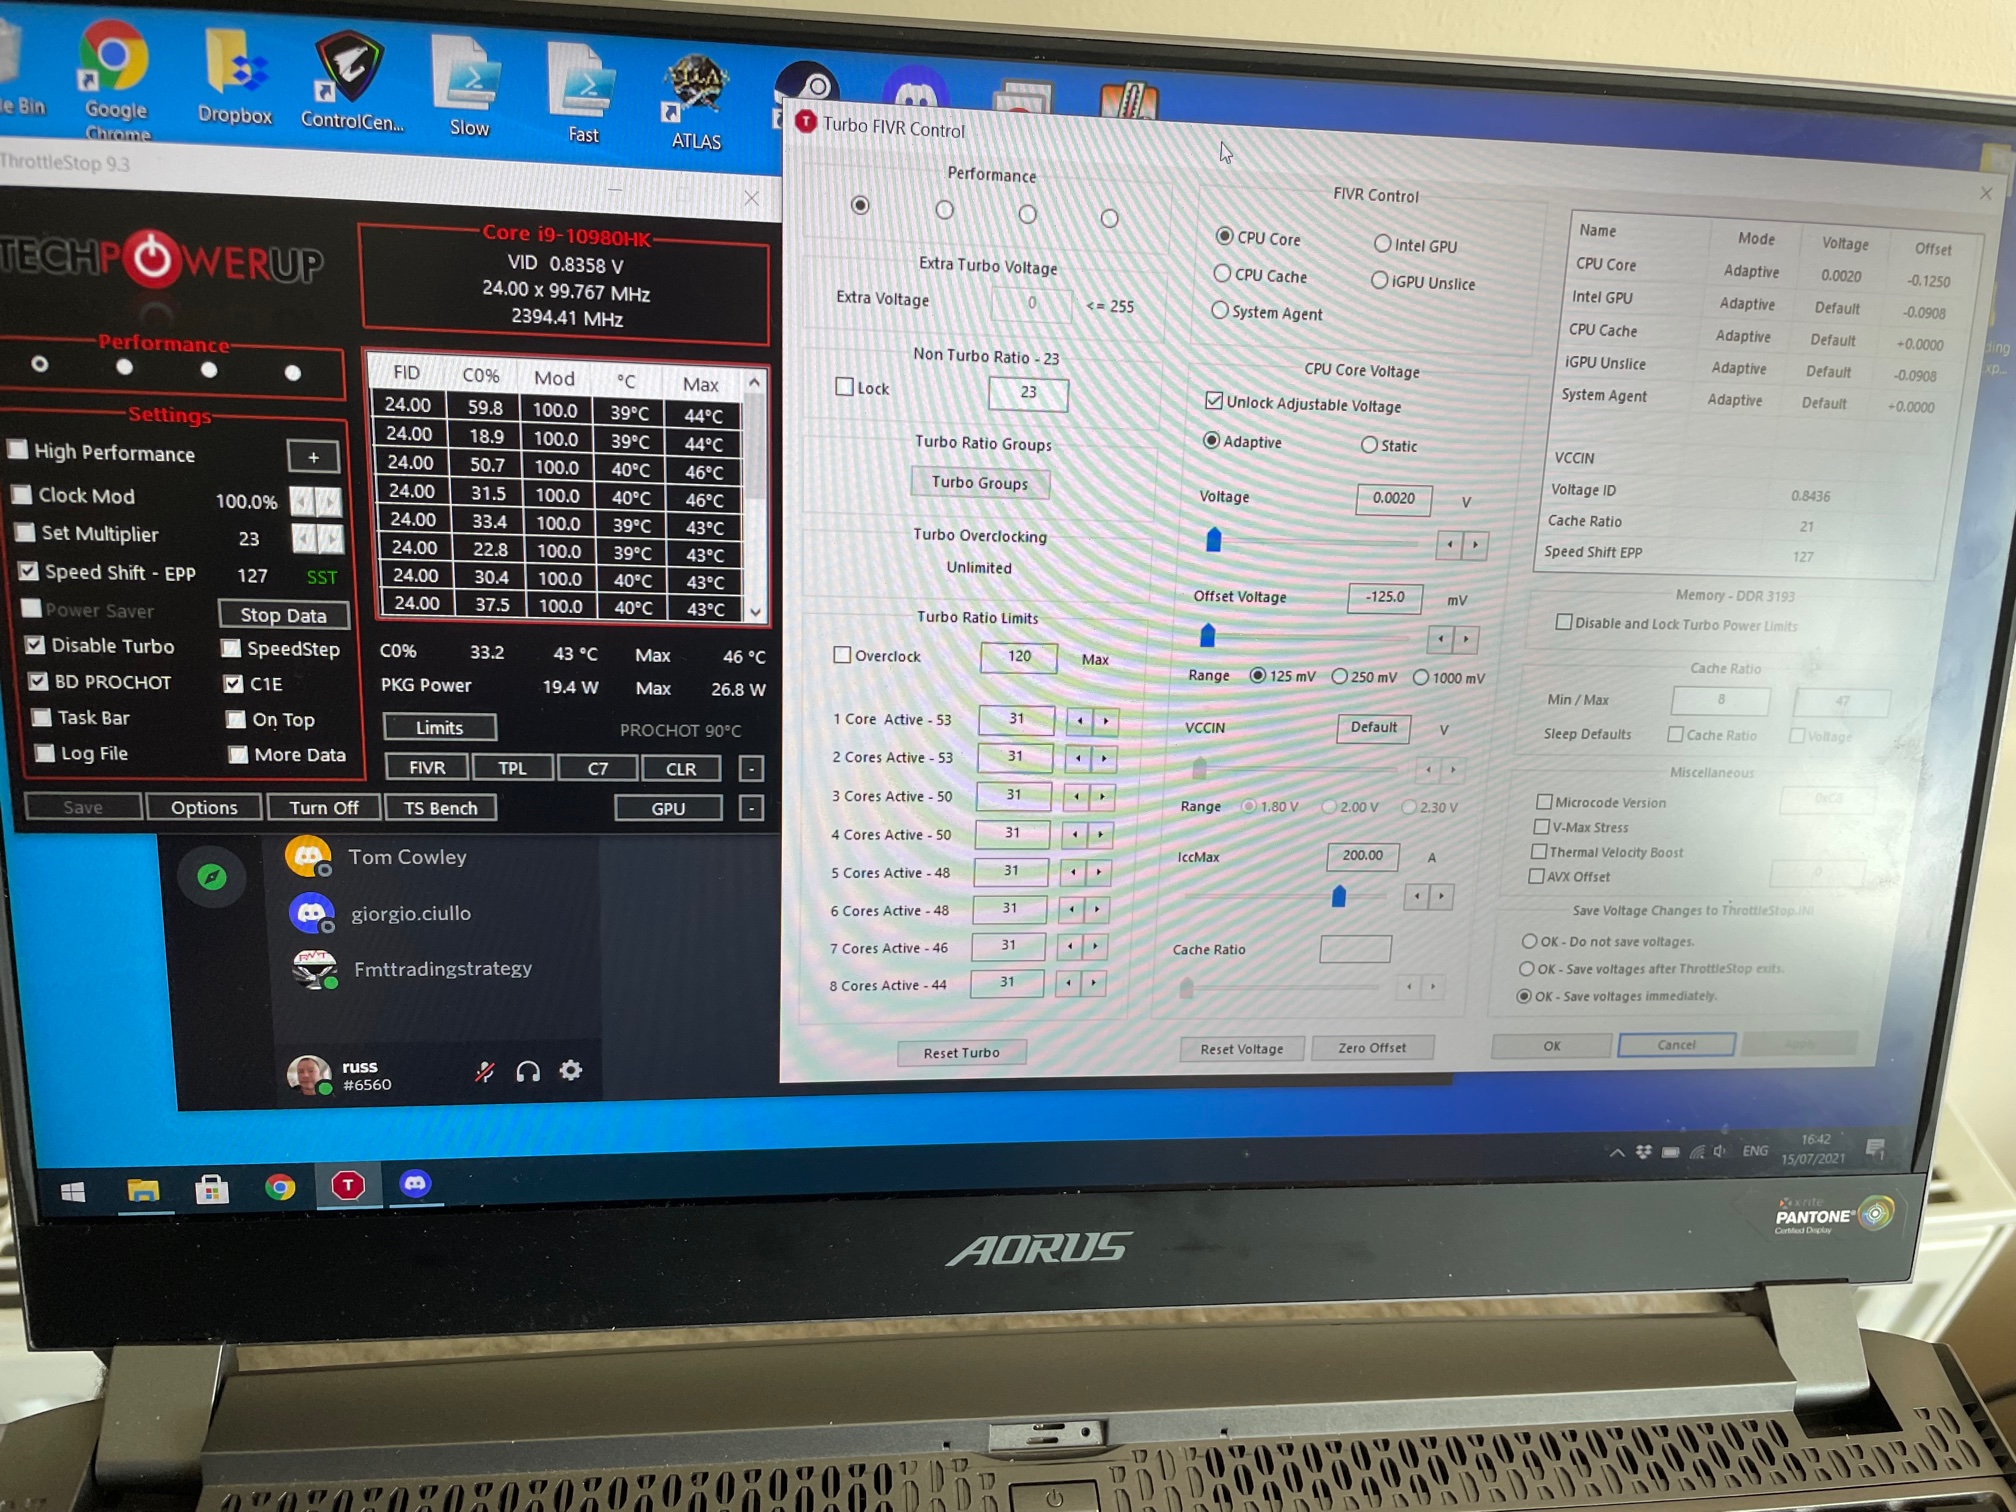 Google
Chrome
Dropbox
ControlCen...
Slow
Fast
ATLAS
le Bin
ThrottleStop 9.3
TECHPOWERUP
Core i9-10980HK
VID 0.8358 V
24.00 x 99.767 MHz
2394.41 MHz
Performance
FID C0% Mod °C Max
24.00 59.8 100.0 39°C 44°C
24.00 18.9 100.0 39°C 44°C
24.00 50.7 100.0 40°C 46°C
24.00 31.5 100.0 40°C 46°C
24.00 33.4 100.0 39°C 43°C
24.00 22.8 100.0 39°C 43°C
24.00 30.4 100.0 40°C 43°C
24.00 37.5 100.0 40°C 43°C
Settings
High Performance +
Clock Mod 100.0%
Set Multiplier 23
Speed Shift - EPP 127 SST
Power Saver Stop Data
Disable Turbo SpeedStep
BD PROCHOT C1E
Task Bar On Top
Log File More Data
C0% 33.2 43 °C Max 46 °C
PKG Power 19.4 W Max 26.8 W
Limits PROCHOT 90°C
FIVR TPL C7 CLR -
Save Options Turn Off TS Bench GPU -
Tom Cowley
giorgio.ciullo
Fmttradingstrategy
russ
#6560
Turbo FIVR Control
Performance
Extra Turbo Voltage
Extra Voltage 0 <= 255
Non Turbo Ratio - 23
Lock 23
Turbo Ratio Groups
Turbo Groups
Turbo Overclocking
Unlimited
Turbo Ratio Limits
Overclock 120 Max
1 Core Active - 53 31
2 Cores Active - 53 31
3 Cores Active - 50 31
4 Cores Active - 50 31
5 Cores Active - 48 31
6 Cores Active - 48 31
7 Cores Active - 46 31
8 Cores Active - 44 31
Reset Turbo
FIVR Control
CPU Core Intel GPU
CPU Cache iGPU Unslice
System Agent
CPU Core Voltage
Unlock Adjustable Voltage
Adaptive Static
Voltage 0.0020 V
Offset Voltage -125.0 mV
Range 125 mV 250 mV 1000 mV
VCCIN Default V
Range 1.80 V 2.00 V 2.30 V
IccMax 200.00 A
Cache Ratio
Reset Voltage Zero Offset
Name Mode Voltage Offset
CPU Core Adaptive 0.0020 -0.1250
Intel GPU Adaptive Default -0.0908
CPU Cache Adaptive Default +0.0000
iGPU Unslice Adaptive Default -0.0908
System Agent Adaptive Default +0.0000
VCCIN
Voltage ID 0.8436
Cache Ratio 21
Speed Shift EPP 127
Memory - DDR 3193
Disable and Lock Turbo Power Limits
Cache Ratio
Min / Max 8 47
Sleep Defaults Cache Ratio Voltage
Miscellaneous
Microcode Version
V-Max Stress
Thermal Velocity Boost
AVX Offset
Save Voltage Changes to ThrottleStop.INI
OK - Do not save voltages.
OK - Save voltages after ThrottleStop exits.
OK - Save voltages immediately.
OK Cancel
ENG
16:42
15/07/2021
x-rite
PANTONE
Certified Display
AORUS